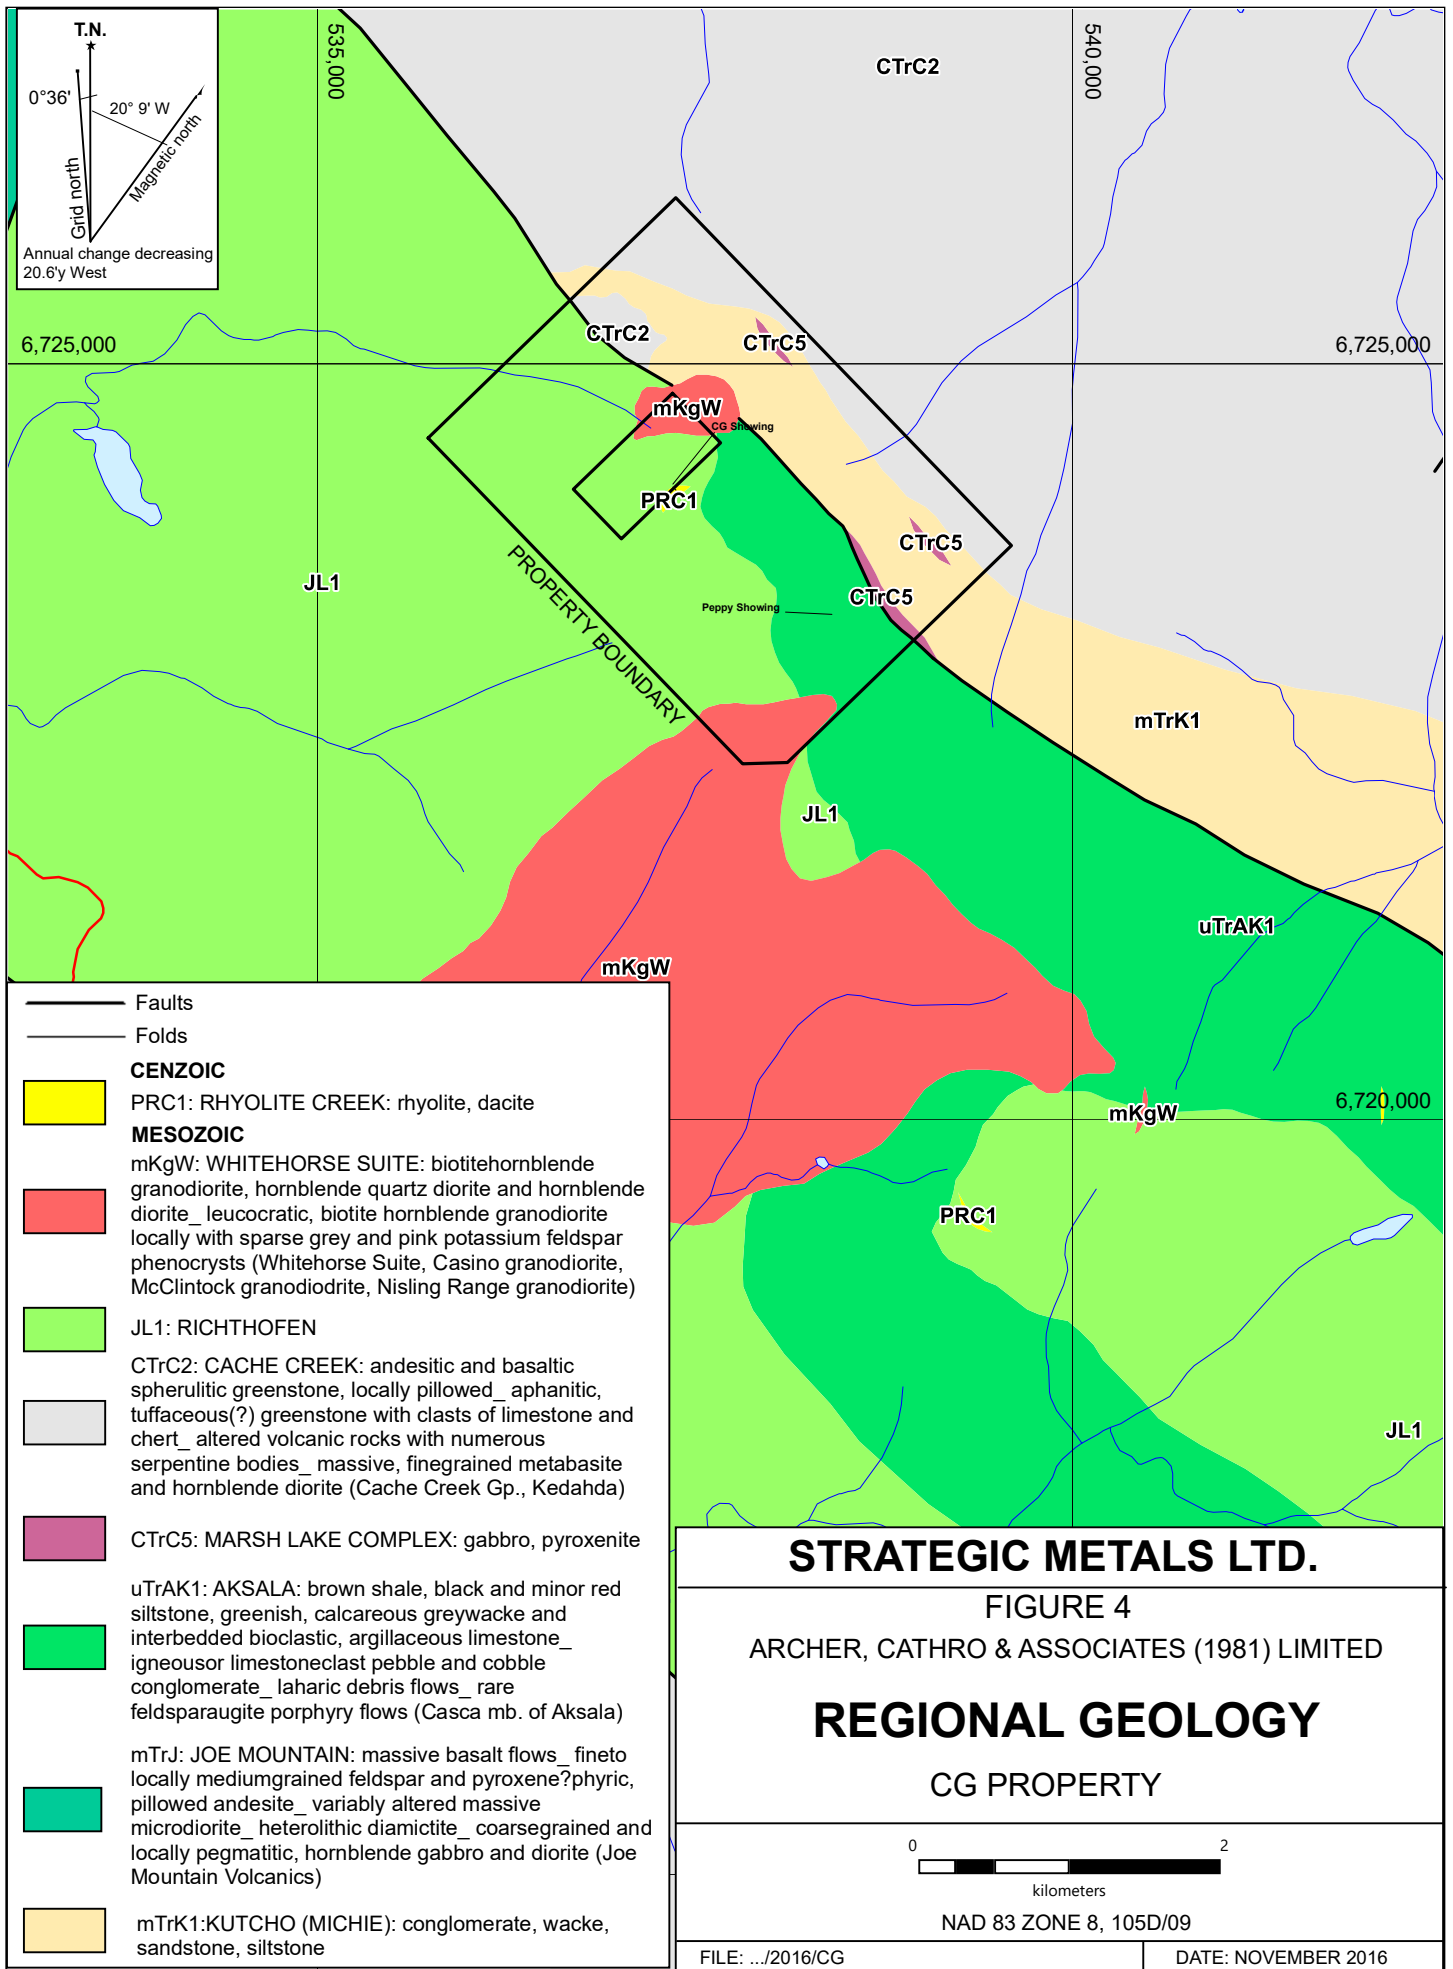 T.N.
0°36'
20° 9' W
Grid north
Magnetic north
Annual change decreasing
20.6'y West
535,000
540,000
CTrC2
6,725,000
CTrC2
CTrC5
6,725,000
mKgW
CG Showing
PRC1
CTrC5
JL1
CTrC5
Peppy Showing
PROPERTY BOUNDARY
mTrK1
JL1
uTrAK1
mKgW
mKgW
6,720,000
PRC1
JL1
Faults
Folds
CENZOIC
PRC1: RHYOLITE CREEK: rhyolite, dacite
MESOZOIC
mKgW: WHITEHORSE SUITE: biotitehornblende
granodiorite, hornblende quartz diorite and hornblende
diorite_ leucocratic, biotite hornblende granodiorite
locally with sparse grey and pink potassium feldspar
phenocrysts (Whitehorse Suite, Casino granodiorite,
McClintock granodiodrite, Nisling Range granodiorite)
JL1: RICHTHOFEN
CTrC2: CACHE CREEK: andesitic and basaltic
spherulitic greenstone, locally pillowed_ aphanitic,
tuffaceous(?) greenstone with clasts of limestone and
chert_ altered volcanic rocks with numerous
serpentine bodies_ massive, finegrained metabasite
and hornblende diorite (Cache Creek Gp., Kedahda)
CTrC5: MARSH LAKE COMPLEX: gabbro, pyroxenite
uTrAK1: AKSALA: brown shale, black and minor red
siltstone, greenish, calcareous greywacke and
interbedded bioclastic, argillaceous limestone_
igneousor limestoneclast pebble and cobble
conglomerate_ laharic debris flows_ rare
feldsparaugite porphyry flows (Casca mb. of Aksala)
mTrJ: JOE MOUNTAIN: massive basalt flows_ fineto
locally mediumgrained feldspar and pyroxene?phyric,
pillowed andesite_ variably altered massive
microdiorite_ heterolithic diamictite_ coarsegrained and
locally pegmatitic, hornblende gabbro and diorite (Joe
Mountain Volcanics)
mTrK1:KUTCHO (MICHIE): conglomerate, wacke,
sandstone, siltstone
STRATEGIC METALS LTD.
FIGURE 4
ARCHER, CATHRO & ASSOCIATES (1981) LIMITED
REGIONAL GEOLOGY
CG PROPERTY
0 2
kilometers
NAD 83 ZONE 8, 105D/09
FILE: .../2016/CG
DATE: NOVEMBER 2016